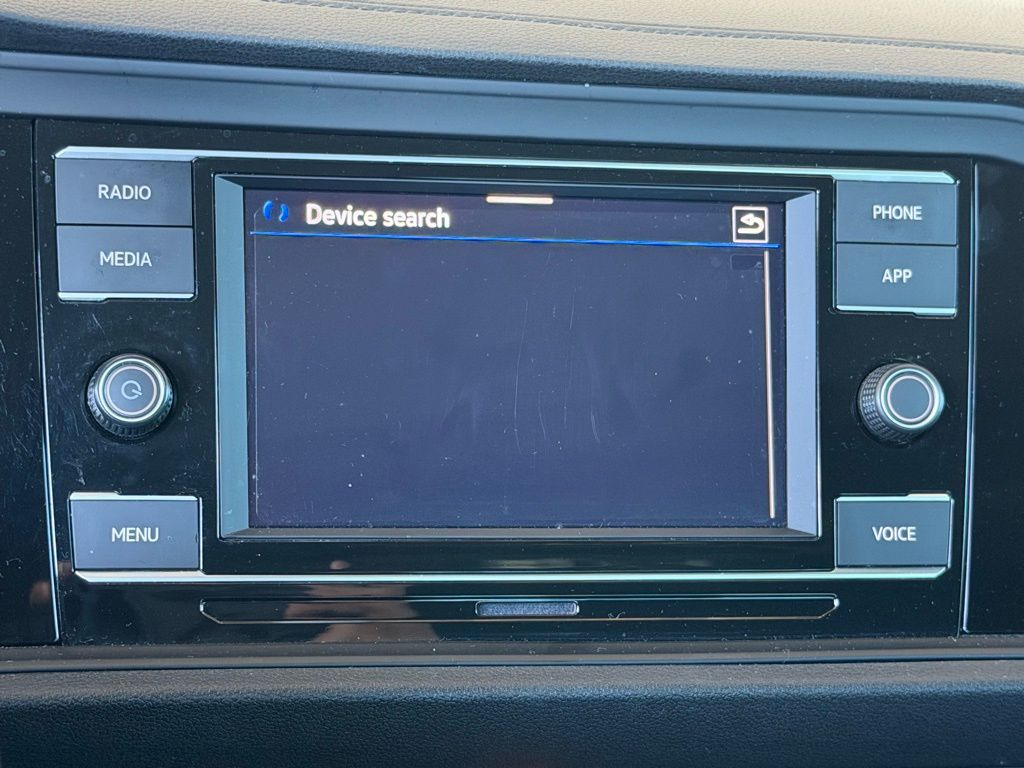 RADIO
Device search
PHONE
MEDIA
APP
MENU
VOICE